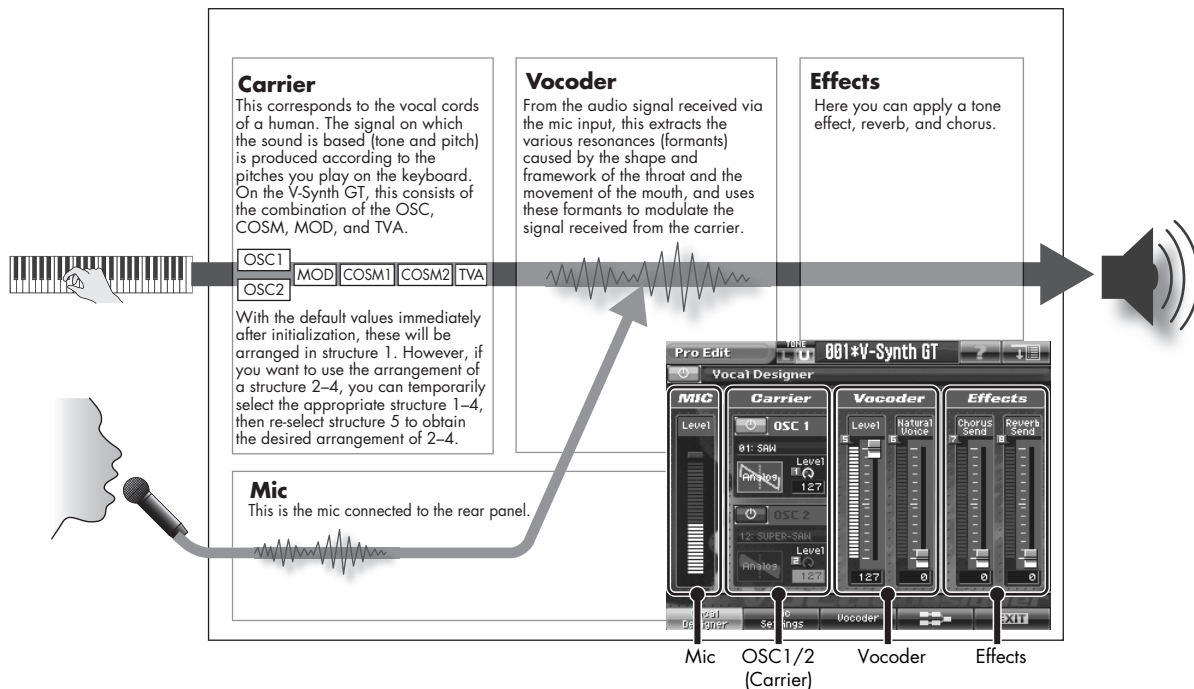 Carrier
This corresponds to the vocal cords
of a human. The signal on which
the sound is based (tone and pitch)
is produced according to the
pitches you play on the keyboard.
On the V-Synth GT, this consists of
the combination of the OSC,
COSM, MOD, and TVA.
OSC1
OSC2
MOD COSM1 COSM2 TVA
With the default values immediately
after initialization, these will be
arranged in structure 1. However, if
you want to use the arrangement of
a structure 2–4, you can temporarily
select the appropriate structure 1–4,
then re-select structure 5 to obtain
the desired arrangement of 2–4.
Vocoder
From the audio signal received via
the mic input, this extracts the
various resonances (formants)
caused by the shape and
framework of the throat and the
movement of the mouth, and uses
these formants to modulate the
signal received from the carrier.
Effects
Here you can apply a tone
effect, reverb, and chorus.
Mic
This is the mic connected to the rear panel.
Pro Edit
TONE
L U
001*V-Synth GT
?
Vocal Designer
MIC
Level
Carrier
OSC 1
01: SAW
Analog
Level
1
127
OSC 2
12: SUPER-SAW
Analog
Level
2
127
Vocoder
Level
Natural
Voice
5 6
127 0
Effects
Chorus
Send
Reverb
Send
7 8
0 0
Designer
Vocoder
EXIT
Mic
OSC1/2
(Carrier)
Vocoder
Effects